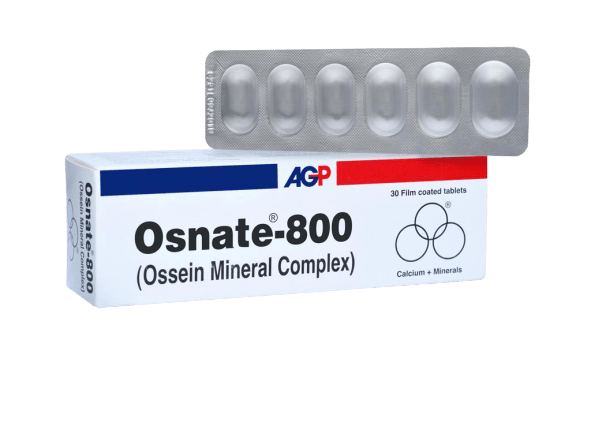 AGP
30 Film coated tablets
Osnate®-800
(Ossein Mineral Complex)
®
Calcium + Minerals
Osnate-800
(Ossein Mineral Complex)